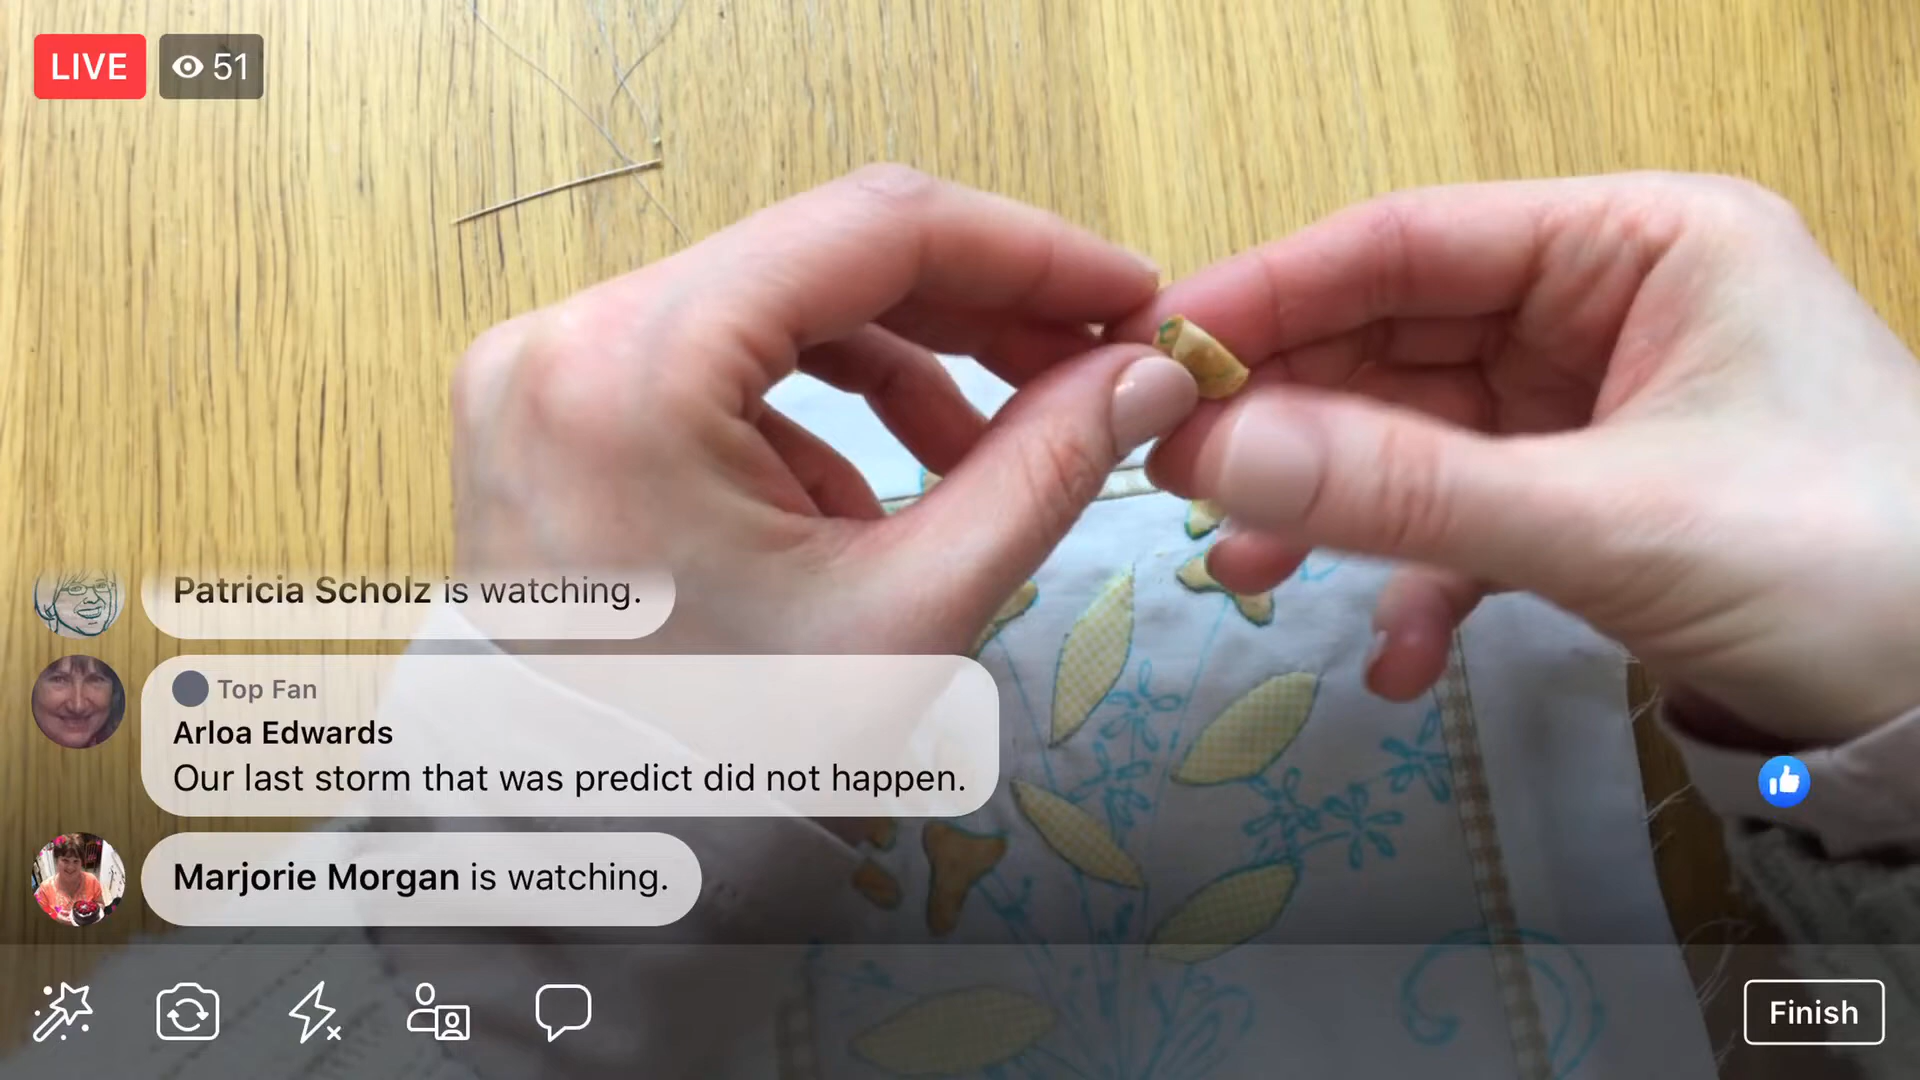 LIVE 51
Patricia Scholz is watching.
Top Fan
Arloa Edwards
Our last storm that was predict did not happen.
Marjorie Morgan is watching.
Finish